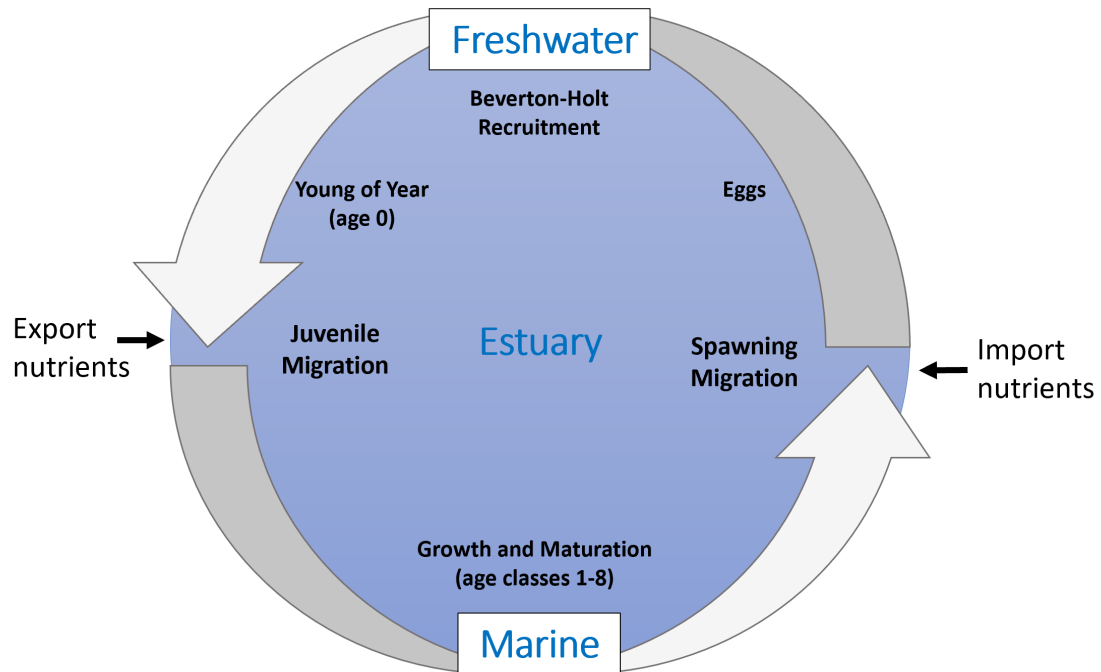 Freshwater
Beverton-Holt
Recruitment
Young of Year
(age 0)
Eggs
Export
nutrients
Juvenile
Migration
Estuary
Spawning
Migration
Import
nutrients
Growth and Maturation
(age classes 1-8)
Marine